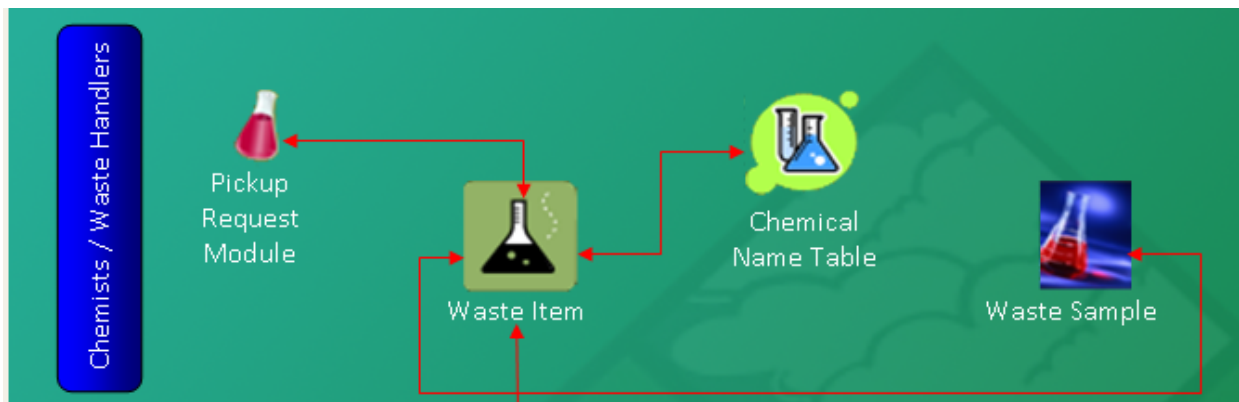 Chemists / Waste Handlers
Pickup
Request
Module
Waste Item
Chemical
Name Table
Waste Sample